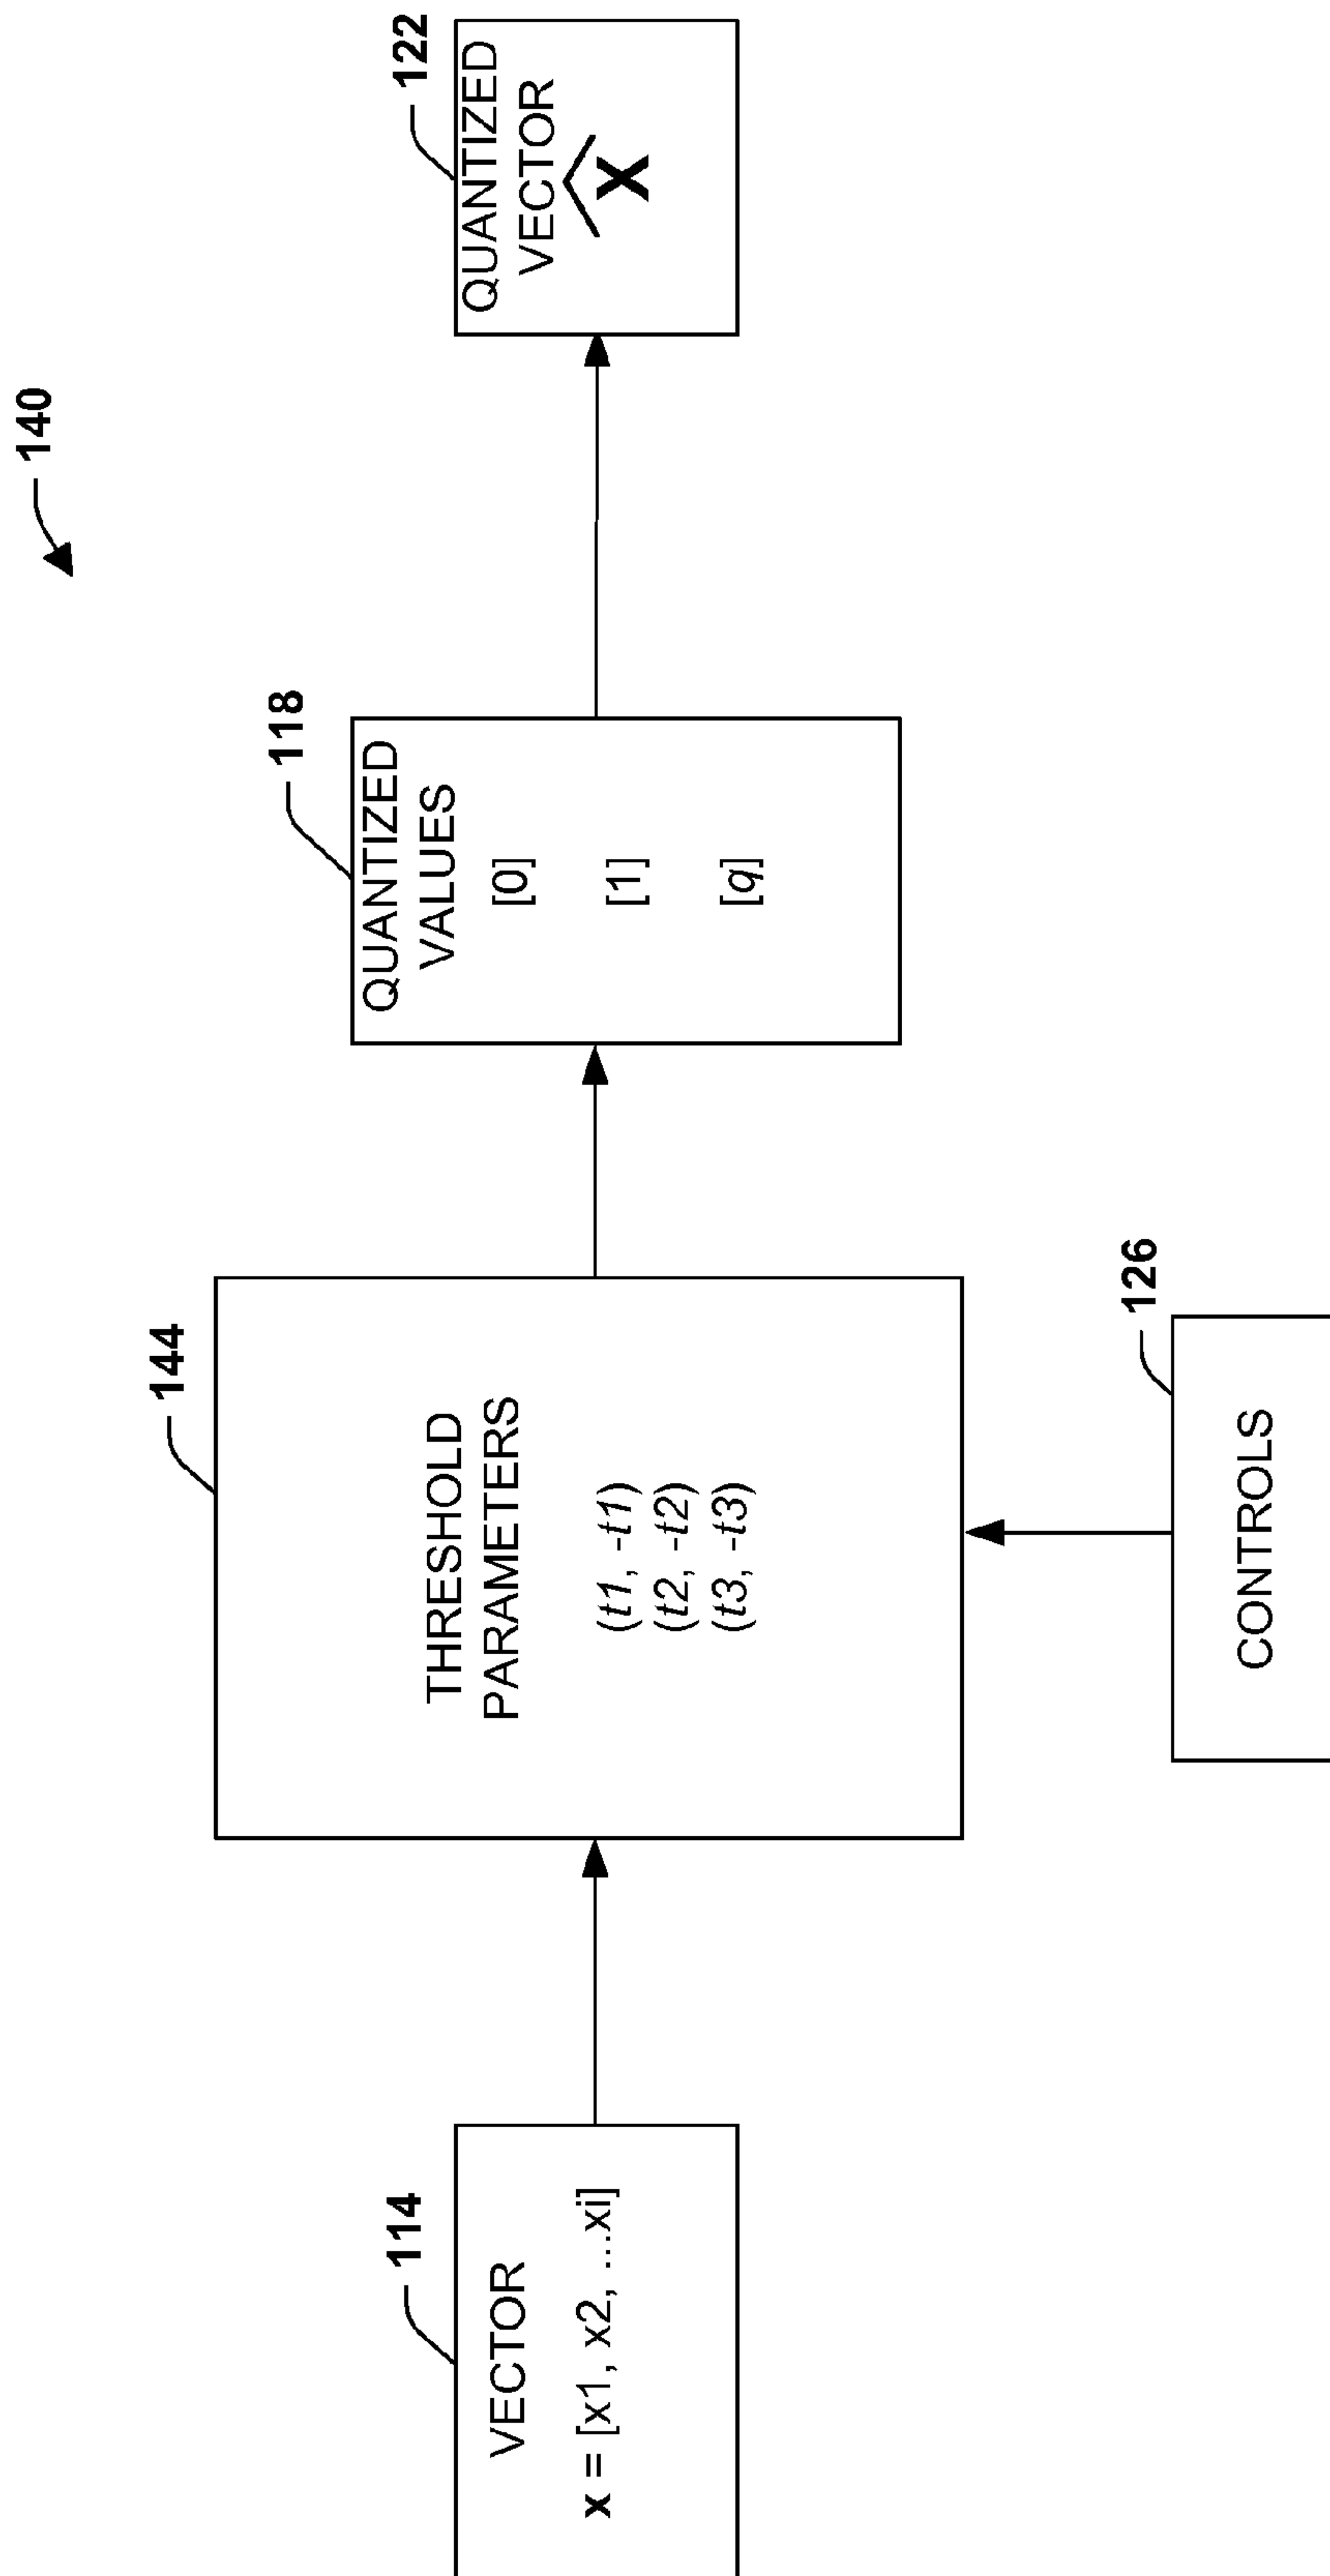 140
114
VECTOR
x = [x1, x2, ...xi]
144
THRESHOLD
PARAMETERS
(t1, -t1)
(t2, -t2)
(t3, -t3)
126
CONTROLS
118
QUANTIZED
VALUES
[0]
[1]
[q]
122
QUANTIZED
VECTOR
x̂